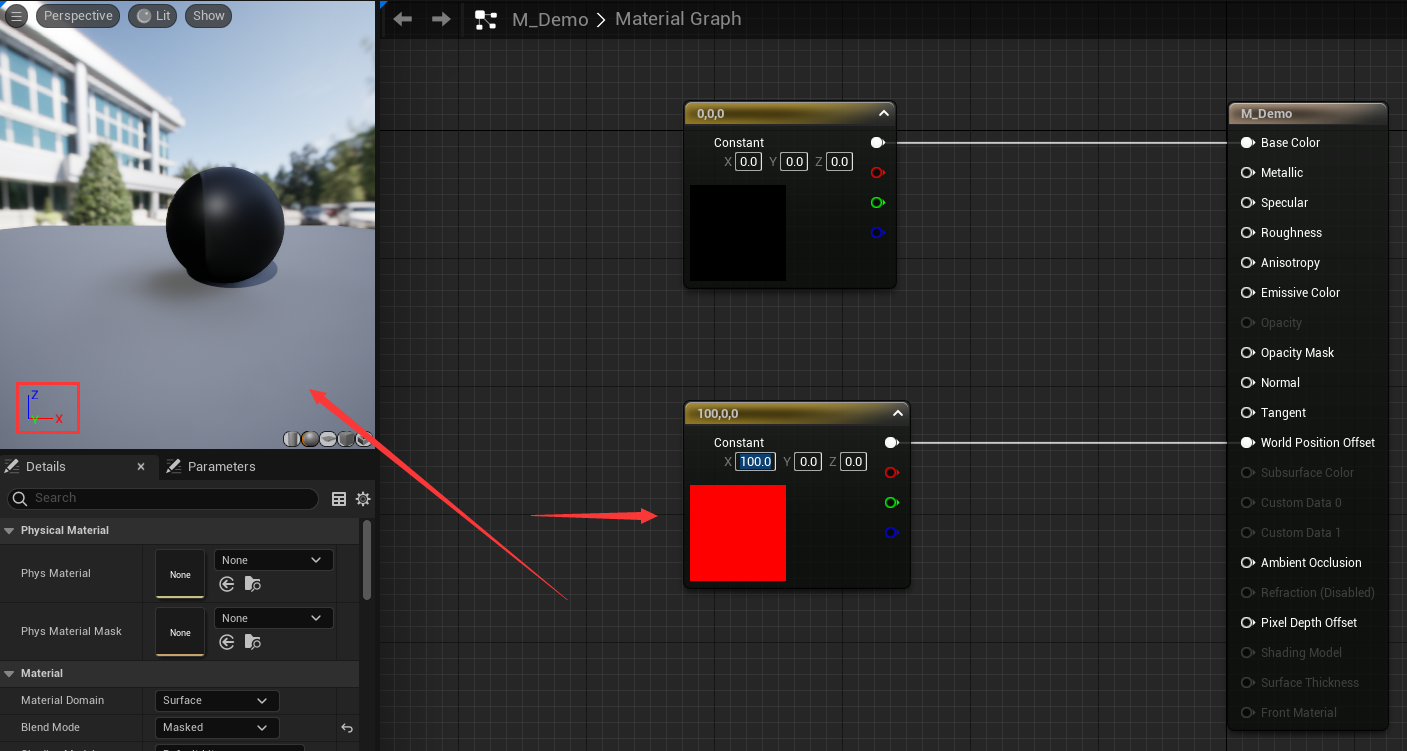 Perspective Lit Show
M_Demo Material Graph
0,0,0
Constant
X 0.0 Y 0.0 Z 0.0
100,0,0
Constant
X 100.0 Y 0.0 Z 0.0
M_Demo
Base Color
Metallic
Specular
Roughness
Anisotropy
Emissive Color
Opacity
Opacity Mask
Normal
Tangent
World Position Offset
Subsurface Color
Custom Data 0
Custom Data 1
Ambient Occlusion
Refraction (Disabled)
Pixel Depth Offset
Shading Model
Surface Thickness
Front Material
Z
Y X
Details Parameters
Search
Physical Material
Phys Material None None
Phys Material Mask None None
Material
Material Domain Surface
Blend Mode Masked